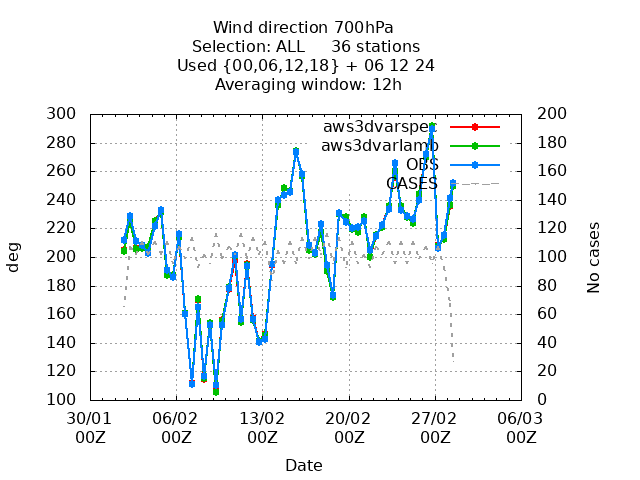 Wind direction 700hPa
Selection: ALL 36 stations
Used {00,06,12,18} + 06 12 24
Averaging window: 12h
300 200
280 180
260 160
240 140
220 120
200 100
180 80
160 60
140 40
120 20
100 0
aws3dvarspec
aws3dvarlamb
OBS
CASES
deg
No cases
30/01 06/02 13/02 20/02 27/02 06/03
00Z 00Z 00Z 00Z 00Z 00Z
Date